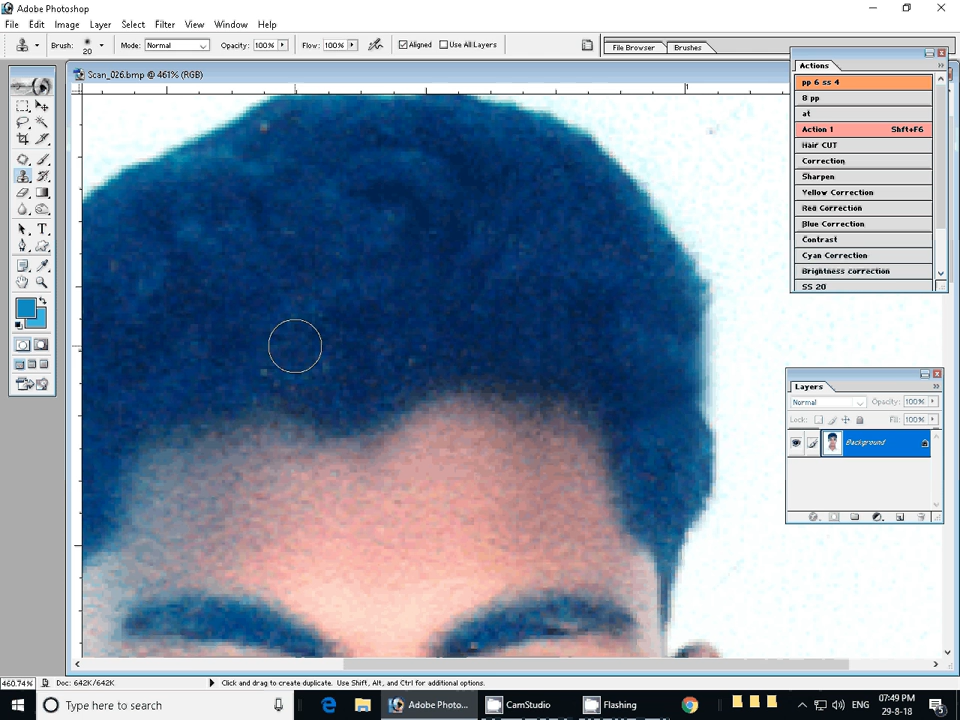 Adobe Photoshop
File Edit Image Layer Select Filter View Window Help
Brush: 20 Mode: Normal Opacity: 100% Flow: 100% Aligned Use All Layers File Browser Brushes
Scan_026.bmp @ 461% (RGB)
Actions
pp 6 ss 4
8 pp
at
Action 1 Shft+F6
Hair CUT
Correction
Sharpen
Yellow Correction
Red Correction
Blue Correction
Contrast
Cyan Correction
Brightness correction
SS 20
Layers
Normal Opacity: 100%
Lock: Fill: 100%
Background
460.74% Doc: 642K/642K Click and drag to create duplicate. Use Shift, Alt, and Ctrl for additional options.
Type here to search Adobe Photo... CamStudio Flashing ENG 07:49 PM 5
29-8-18